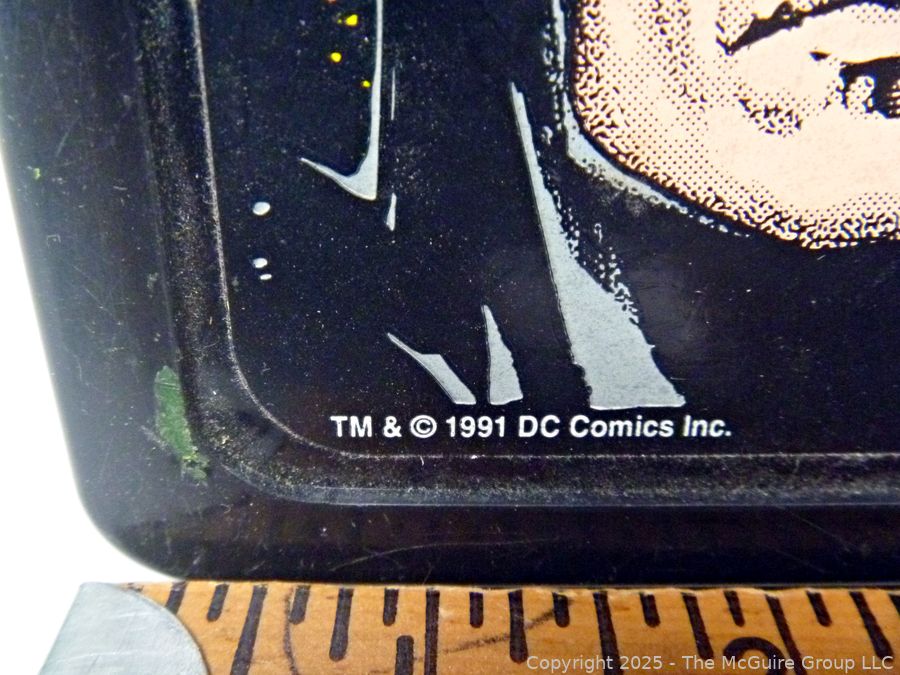 TM & © 1991 DC Comics Inc.
Copyright 2025 - The McGuire Group LLC